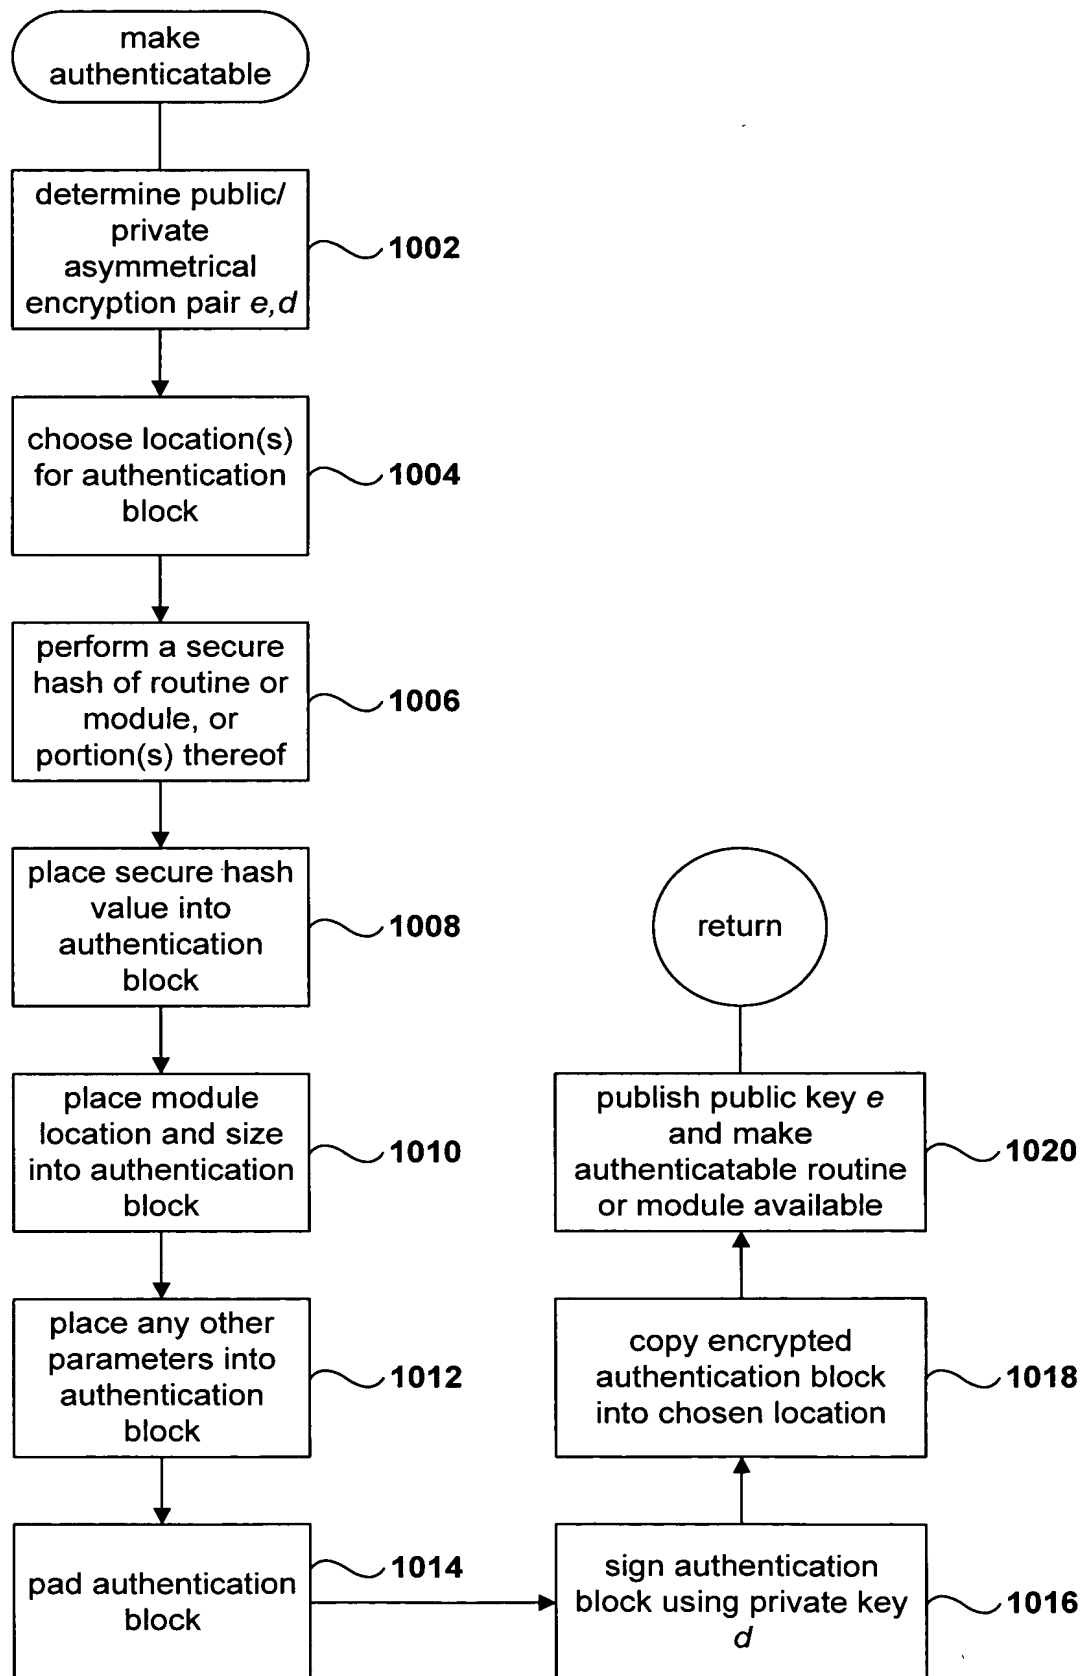 make
authenticatable
determine public/
private
asymmetrical
encryption pair e,d
1002
choose location(s)
for authentication
block
1004
perform a secure
hash of routine or
module, or
portion(s) thereof
1006
place secure hash
value into
authentication
block
1008
place module
location and size
into authentication
block
1010
place any other
parameters into
authentication
block
1012
pad authentication
block
1014
sign authentication
block using private key
d
1016
copy encrypted
authentication block
into chosen location
1018
publish public key e
and make
authenticatable routine
or module available
1020
return